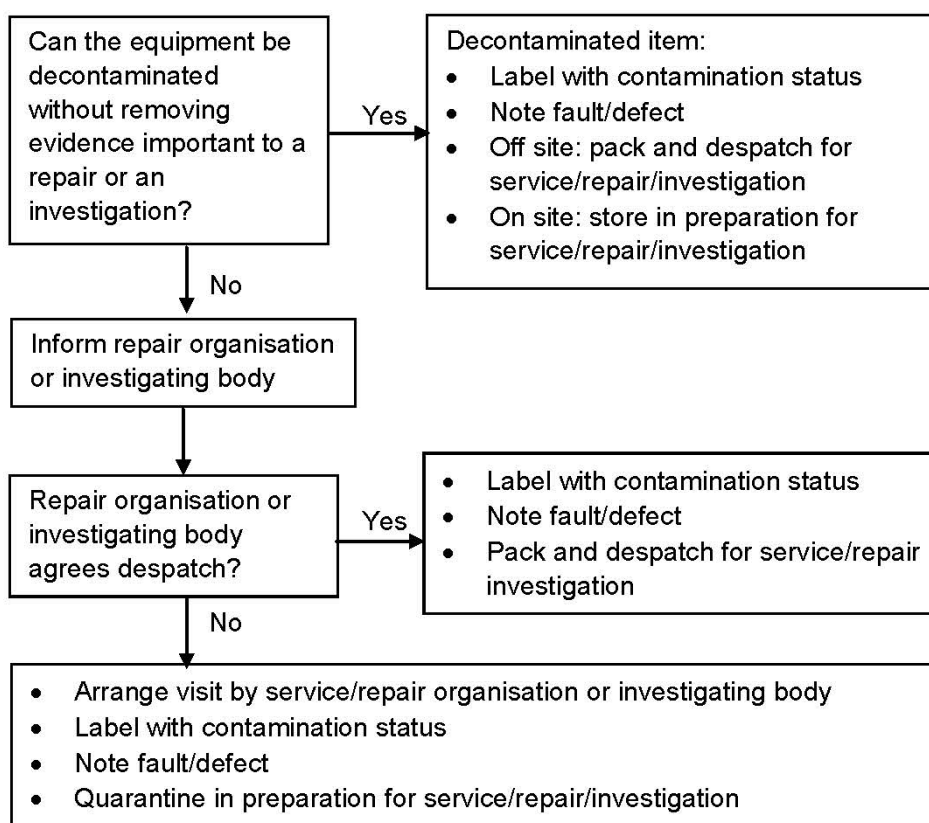 Can the equipment be
decontaminated
without removing
evidence important to a
repair or an
investigation?
Yes
Decontaminated item:
• Label with contamination status
• Note fault/defect
• Off site: pack and despatch for
service/repair/investigation
• On site: store in preparation for
service/repair/investigation
No
Inform repair organisation
or investigating body
Repair organisation or
investigating body
agrees despatch?
Yes
• Label with contamination status
• Note fault/defect
• Pack and despatch for service/repair
investigation
No
• Arrange visit by service/repair organisation or investigating body
• Label with contamination status
• Note fault/defect
• Quarantine in preparation for service/repair/investigation